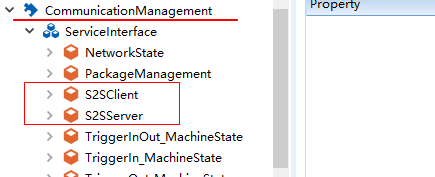 CommunicationManagement
Property
ServiceInterface
NetworkState
PackageManagement
S2SClient
S2SServer
TriggerInOut_MachineState
TriggerIn_MachineState